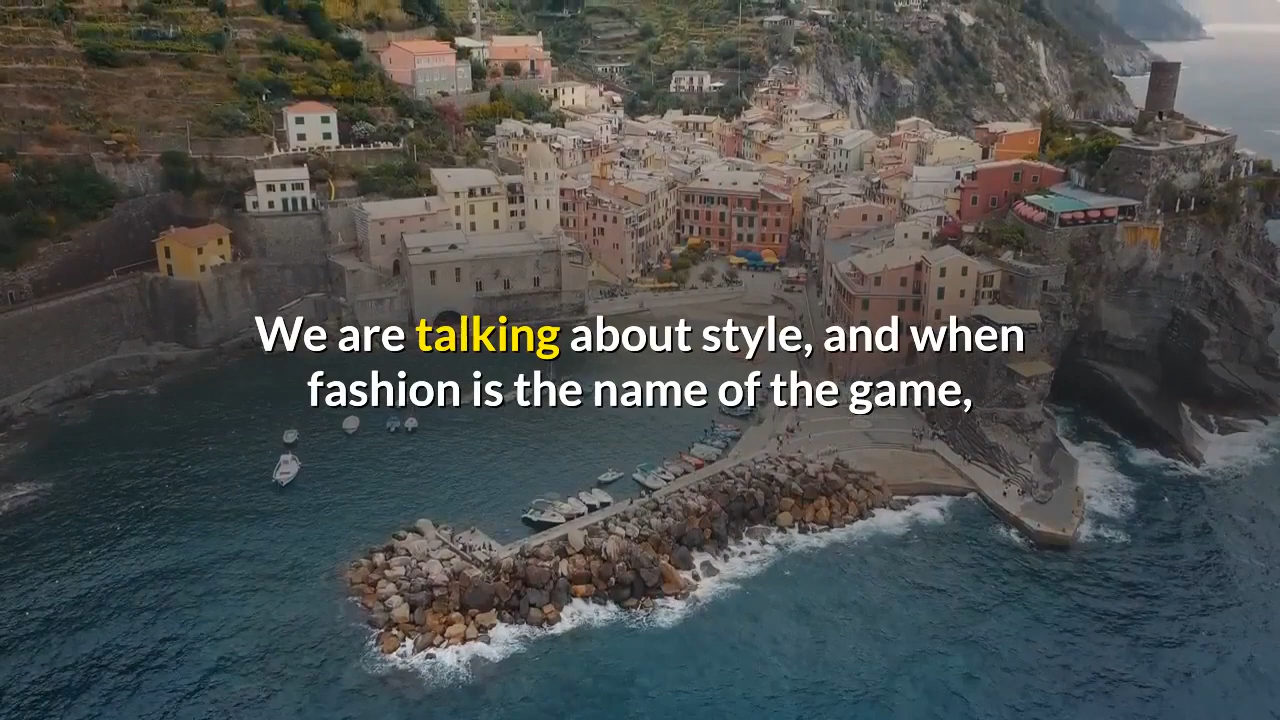 We are talking about style, and when
fashion is the name of the game,